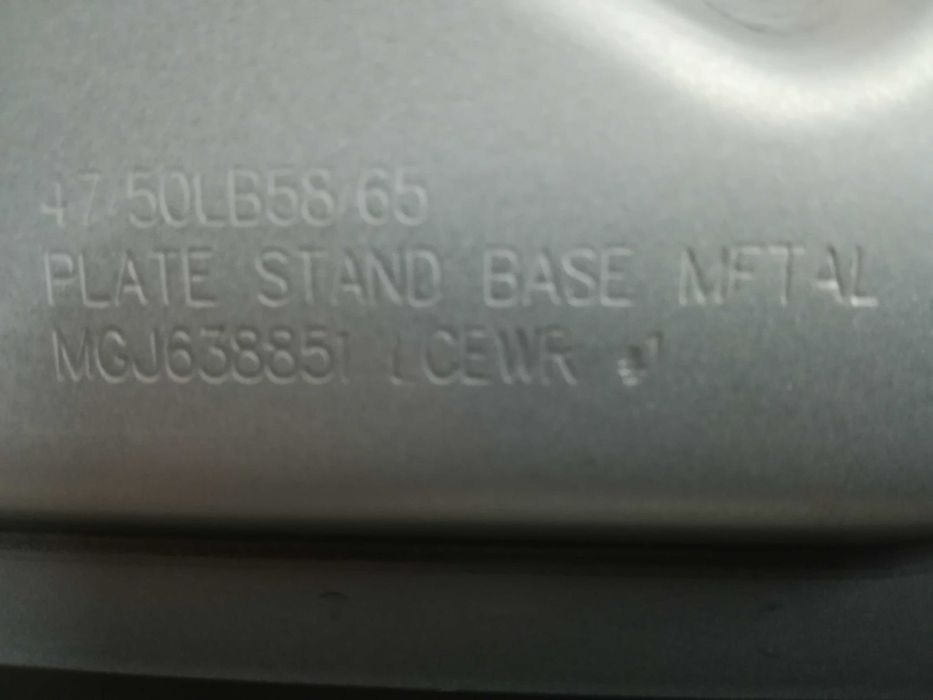 47/50LB58/65
PLATE STAND BASE METAL
MGJ638851 LCEWR